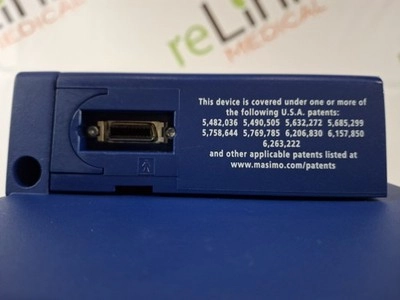 reLink
MEDICAL
This device is covered under one or more of
the following U.S.A. patents:
5,482,036 5,490,505 5,632,272 5,685,299
5,758,644 5,769,785 6,206,830 6,157,850
6,263,222
and other applicable patents listed at
www.masimo.com/patents